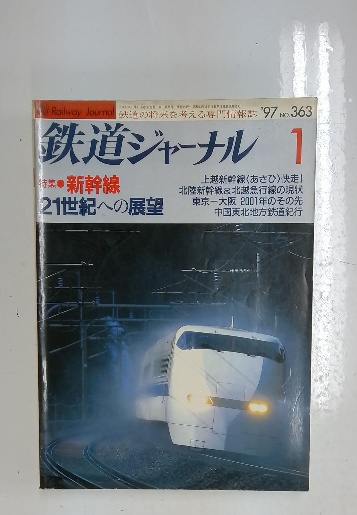 Railway Journal 鉄道の将来を考える専門情報誌 '97 NO.363
鉄道ジャーナル 1
特集●新幹線
21世紀への展望
上越新幹線〈あさひ〉快走!
北陸新幹線&北越急行線の現状
東京ー大阪 2001年のその先
中国東北地方鉄道紀行